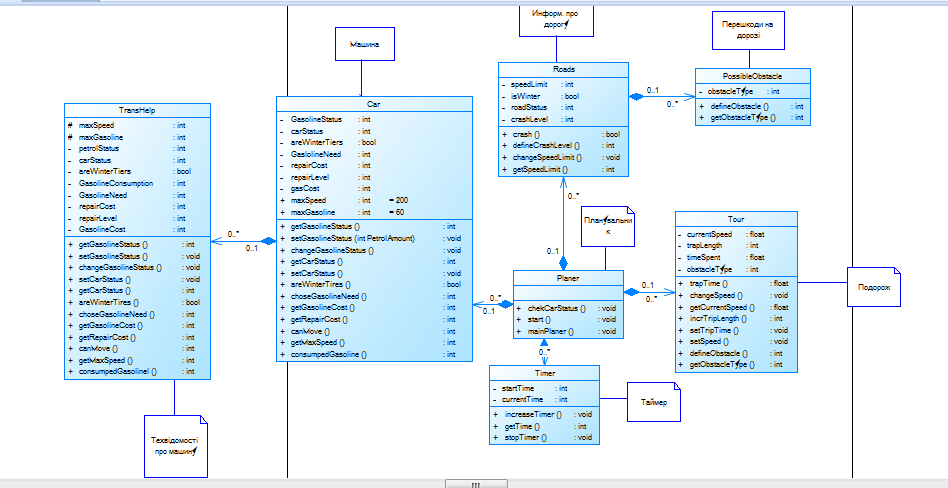 Информ. про
дорогу
Перешкоди на
дорозі
Машина
Roads
- speedLimit : int
- isWinter : bool
- roadStatus : int
- crashLevel : int
+ crash () : bool
+ defineCrashLevel () : int
+ changeSpeedLimit () : void
+ getSpeedLimit () : int
0..1
0..*
PossibleObstacle
- obstacleType : int
+ defineObstacle () : int
+ getObstacleType () : int
TransHelp
# maxSpeed : int
# maxGasoline : int
- petrolStatus : int
- carStatus : int
- areWinterTiers : bool
- GasolineConsumption : int
- GasolineNeed : int
- repairCost : int
- repairLevel : int
- GasolineCost : int
+ getGasolineStatus () : int
+ setGasolineStatus () : void
+ changeGasolineStatus () : void
+ setCarStatus () : void
+ getCarStatus () : int
+ areWinterTires () : bool
+ choseGasolineNeed () : int
+ getGasolineCost () : int
+ getRepairCost () : int
+ canMove () : int
+ getMaxSpeed () : int
+ consumpedGasolinel () : int
0..*
0..1
Car
- GasolineStatus : int
- carStatus : int
- areWinterTiers : bool
- GasiolineNeed : int
- repairCost : int
- repairLevel : int
- gasCost : int
+ maxSpeed : int = 200
+ maxGasoline : int = 60
+ getGasolineStatus () : int
+ setGasolineStatus (int PetrolAmount) : void
+ changeGasolineStatus () : void
+ getCarStatus () : int
+ setCarStatus () : void
+ areWinterTires () : bool
+ choseGasolineNeed () : int
+ getGasolineCost () : int
+ getRepairCost () : int
+ canMove () : int
+ getMaxSpeed () : int
+ consumpedGasoline () : int
0..*
0..1
Планувальни
к
0..*
0..1
Planer
+ chekCarStatus () : void
+ start () : void
+ mainPlaner () : void
0..1
0..*
Tour
- currentSpeed : float
- trapLength : int
- timeSpent : float
- obstacleType : int
+ trapTime () : float
+ changeSpeed () : void
+ getCurrentSpeed () : float
+ incrTripLength () : int
+ setTripTime () : void
+ setSpeed () : void
+ defineObstacle () : int
+ getObstacleType () : int
Подорож
0..*
Timer
- startTime : int
- currentTime : int
+ increaseTimer () : void
+ getTime () : int
+ stopTimer () : void
Таймер
Техвідомості
про машину